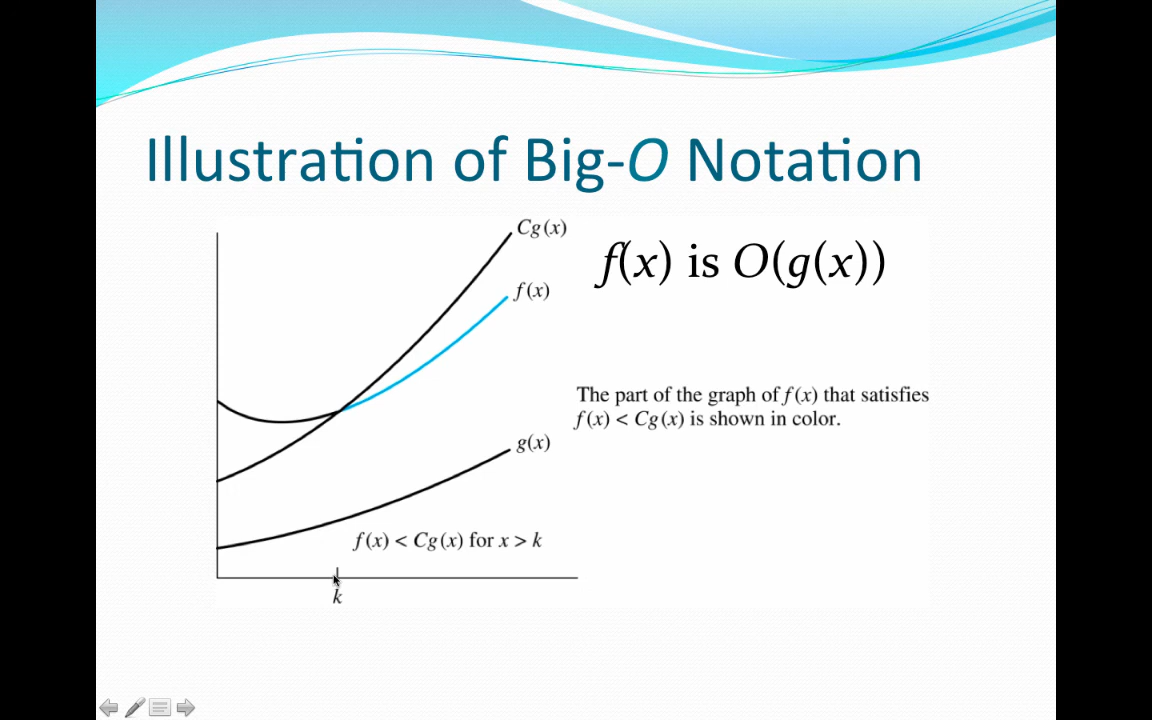 Illustration of Big-O Notation
Cg(x)
f(x) is O(g(x))
f(x)
The part of the graph of f(x) that satisfies
f(x) < Cg(x) is shown in color.
g(x)
f(x) < Cg(x) for x > k
k